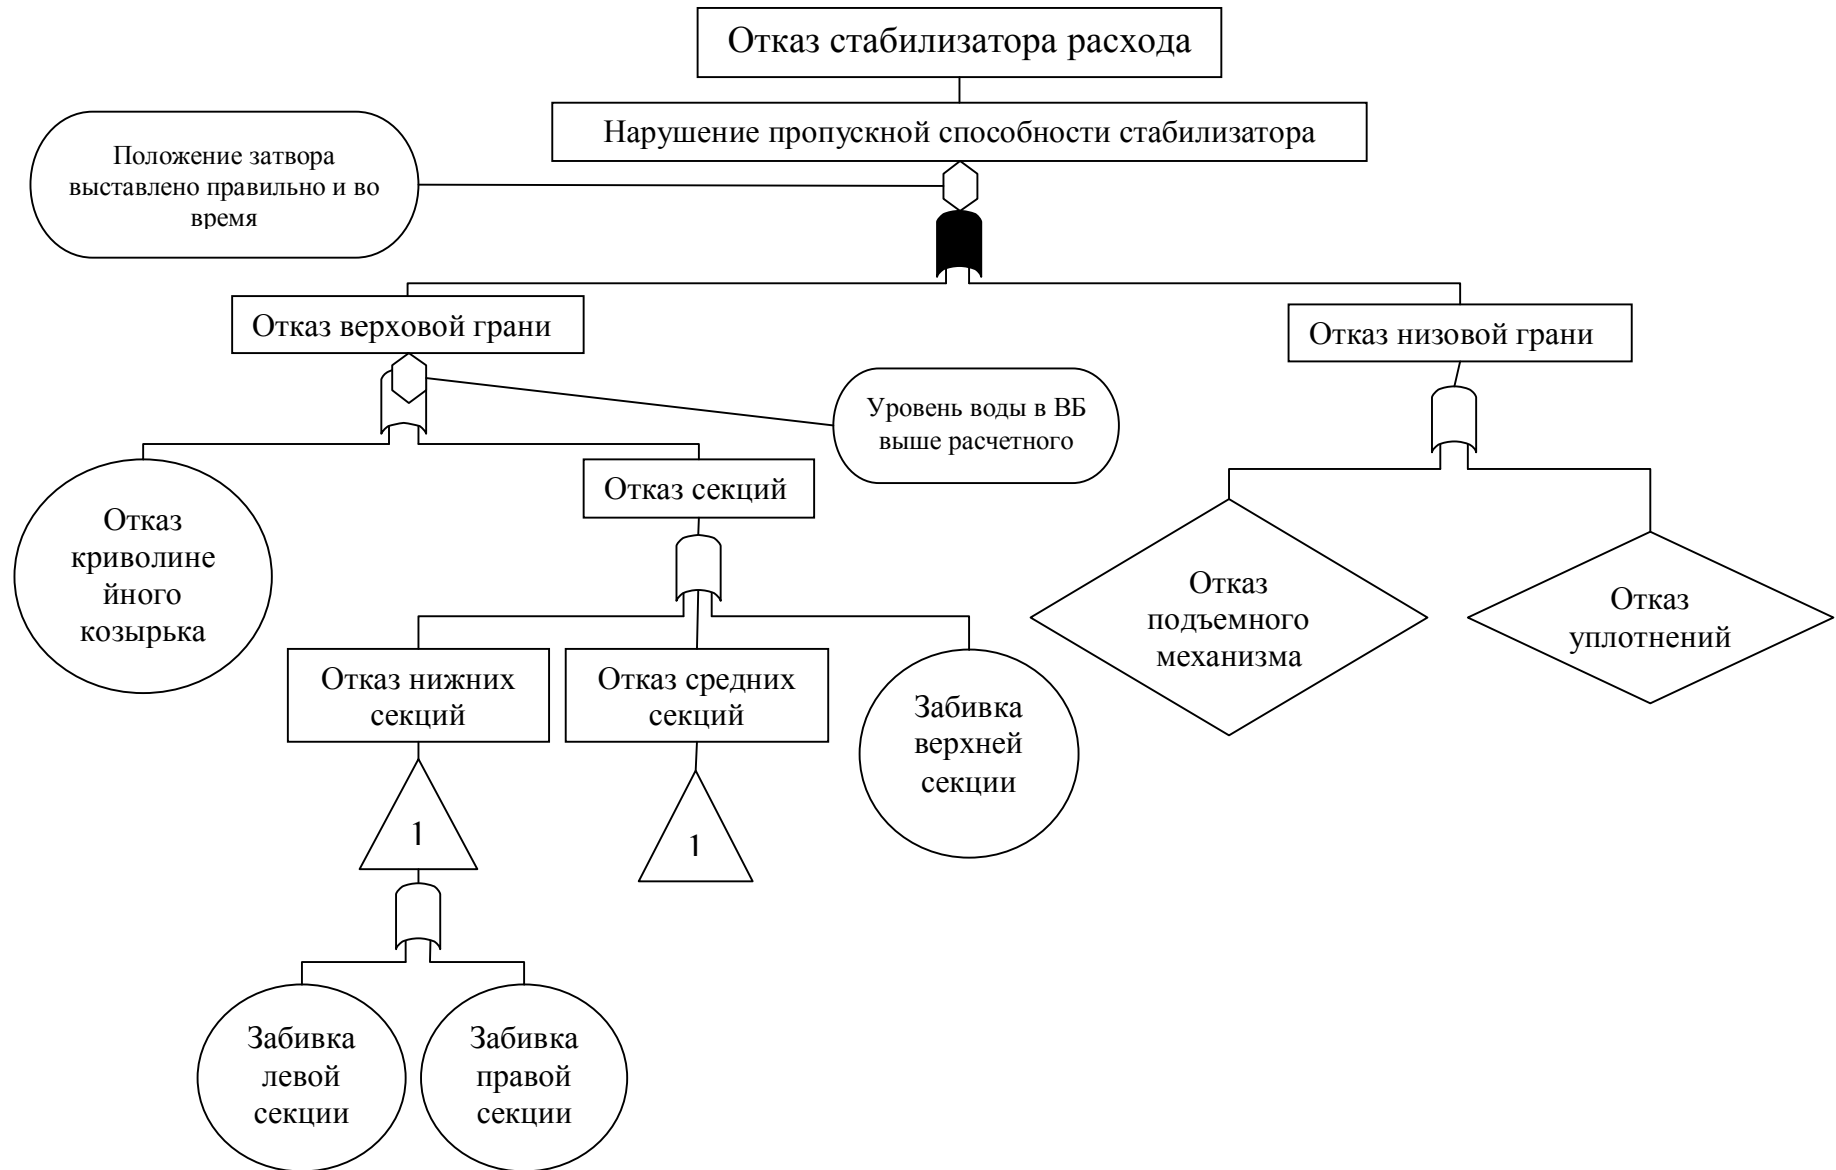 Отказ стабилизатора расхода
Нарушение пропускной способности стабилизатора
Положение затвора
выставлено правильно и во
время
Отказ верховой грани
Отказ низовой грани
Уровень воды в ВБ
выше расчетного
Отказ секций
Отказ
криволине
йного
козырька
Отказ
подъемного
механизма
Отказ
уплотнений
Отказ нижних
секций
Отказ средних
секций
Забивка
верхней
секции
1
1
Забивка
левой
секции
Забивка
правой
секции